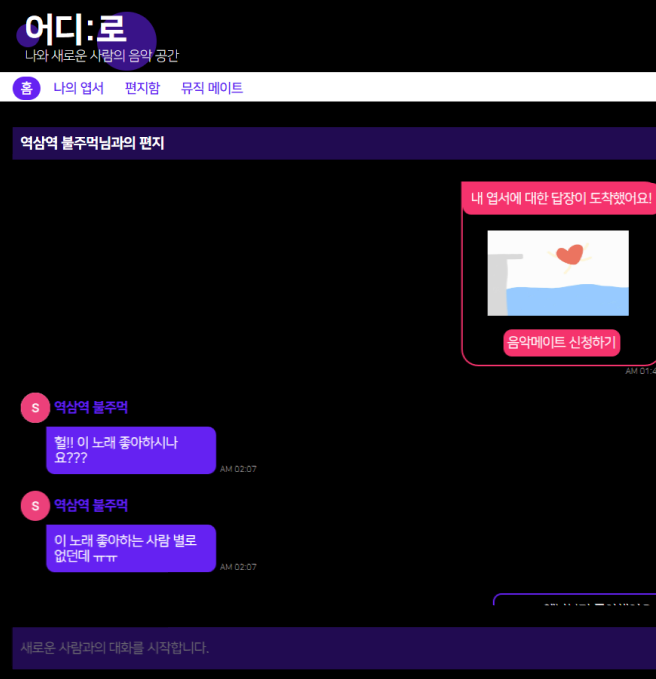 어디:로
나와 새로운 사람의 음악 공간
홈 나의 엽서 편지함 뮤직 메이트
역삼역 불주먹님과의 편지
내 엽서에 대한 답장이 도착했어요!
음악메이트 신청하기
AM 01:4
S 역삼역 불주먹
헐!! 이 노래 좋아하시나
요???
AM 02:07
S 역삼역 불주먹
이 노래 좋아하는 사람 별로
없던데 ㅠㅠ
AM 02:07
새로운 사람과의 대화를 시작합니다.